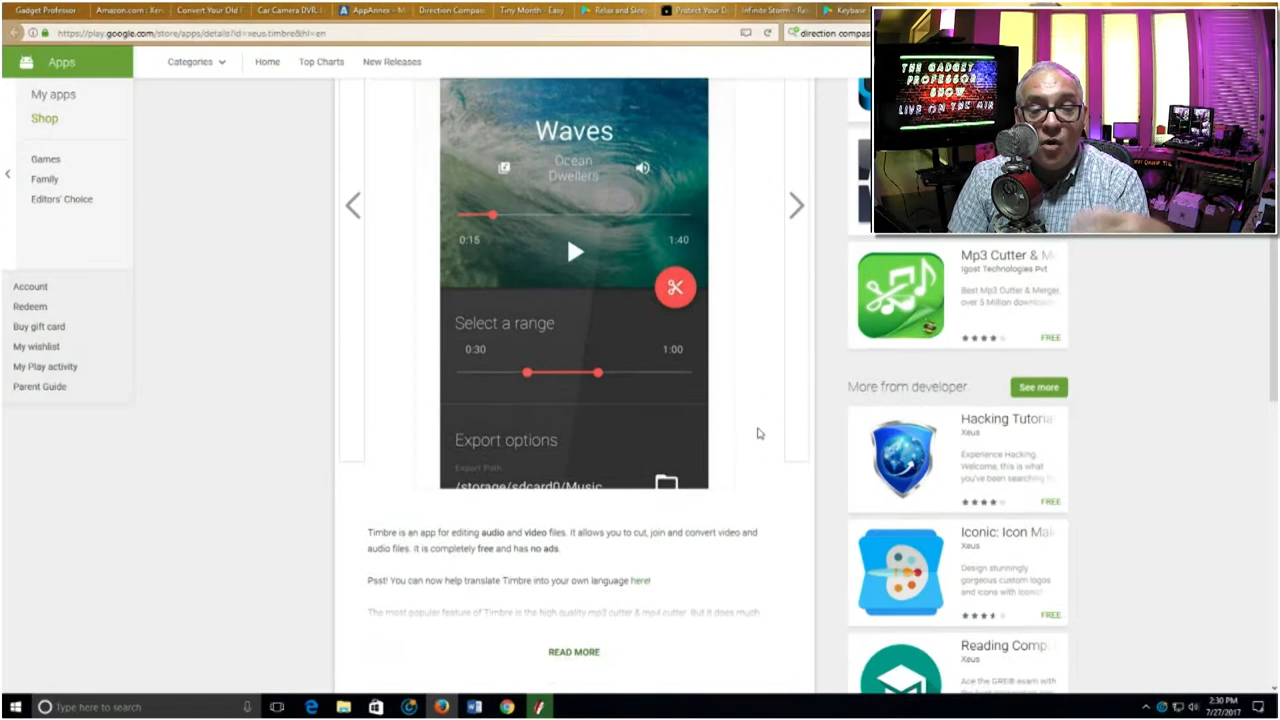 Gadget Professor
Amazon.com : Xen
Convert Your Old F
Car Camera DVR.
AppAnnex - M
Direction Compass
Tiny Month - Easy
Relax and Sleep
Protect Your D
Infinite Storm - Rel
Keybase
https://play.google.com/store/apps/details?id=xeus.timbre&hl=en
direction compas
Apps
Categories
Home
Top Charts
New Releases
My apps
Shop
Games
Family
Editors' Choice
Account
Redeem
Buy gift card
My wishlist
My Play activity
Parent Guide
Waves
Ocean
Dwellers
0:15
1:40
Select a range
0:30
1:00
Export options
Export Path
/storage/sdcard0/Music
Timbre is an app for editing audio and video files. It allows you to cut, join and convert video and
audio files. It is completely free and has no ads.
Psst! You can now help translate Timbre into your own language here!
The most popular feature of Timbre is the high quality mp3 cutter & mp4 cutter. But it does much
READ MORE
THE GADGET
PROFESSOR
SHOW
LIVE ON THE AIR
Mp3 Cutter & M
Igost Technologies Pvt
Best Mp3 Cutter & Merger,
over 5 Million downloa
FREE
More from developer
See more
Hacking Tutoria
Xeus
Experience Hacking.
Welcome, this is what
you've been searching
FREE
Iconic: Icon Mak
Xeus
Design stunningly
gorgeous custom logos
and icons with Iconic!
FREE
Reading Comp.
Xeus
Ace the GRE® exam with
Type here to search
2:30 PM
7/27/2017